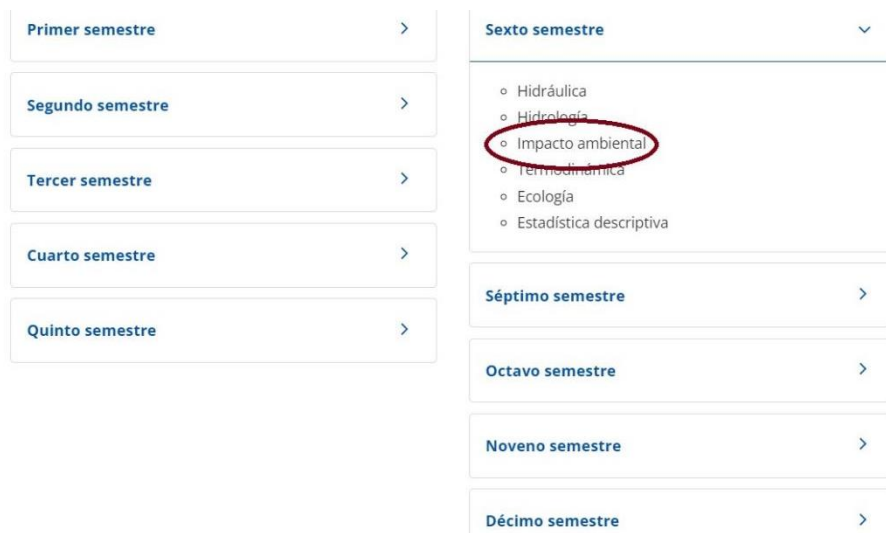 Primer semestre
Segundo semestre
Tercer semestre
Cuarto semestre
Quinto semestre
Sexto semestre
Hidráulica
Hidrología
Impacto ambiental
Termodinámica
Ecología
Estadística descriptiva
Séptimo semestre
Octavo semestre
Noveno semestre
Décimo semestre